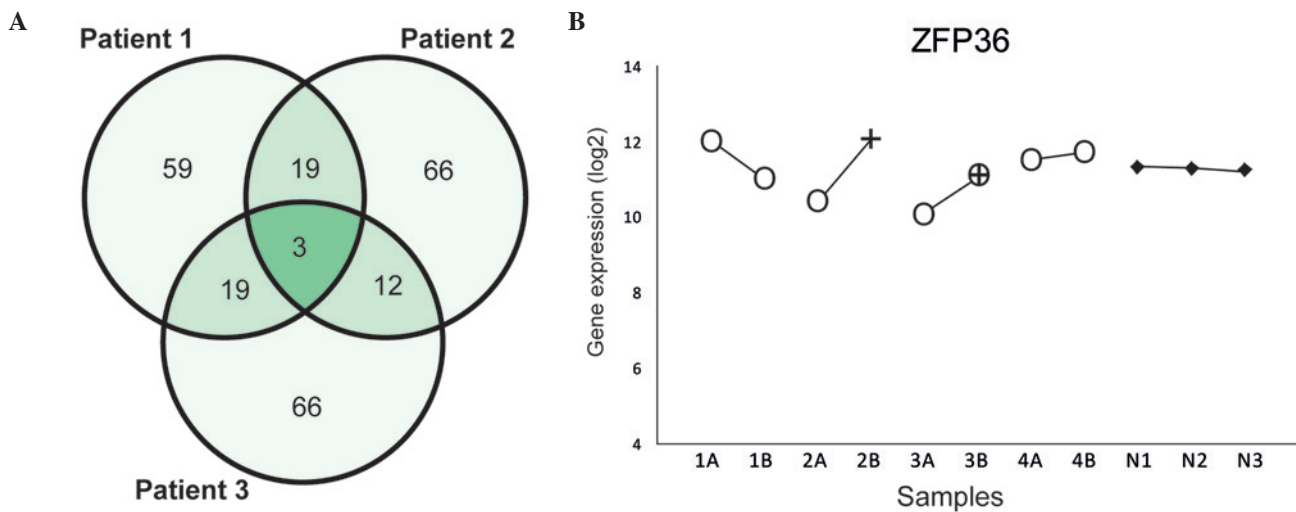 A
Patient 1
Patient 2
59
19
66
3
19
12
66
Patient 3
B
ZFP36
Gene expression (log2)
14
12
10
8
6
4
1A 1B 2A 2B 3A 3B 4A 4B N1 N2 N3
Samples